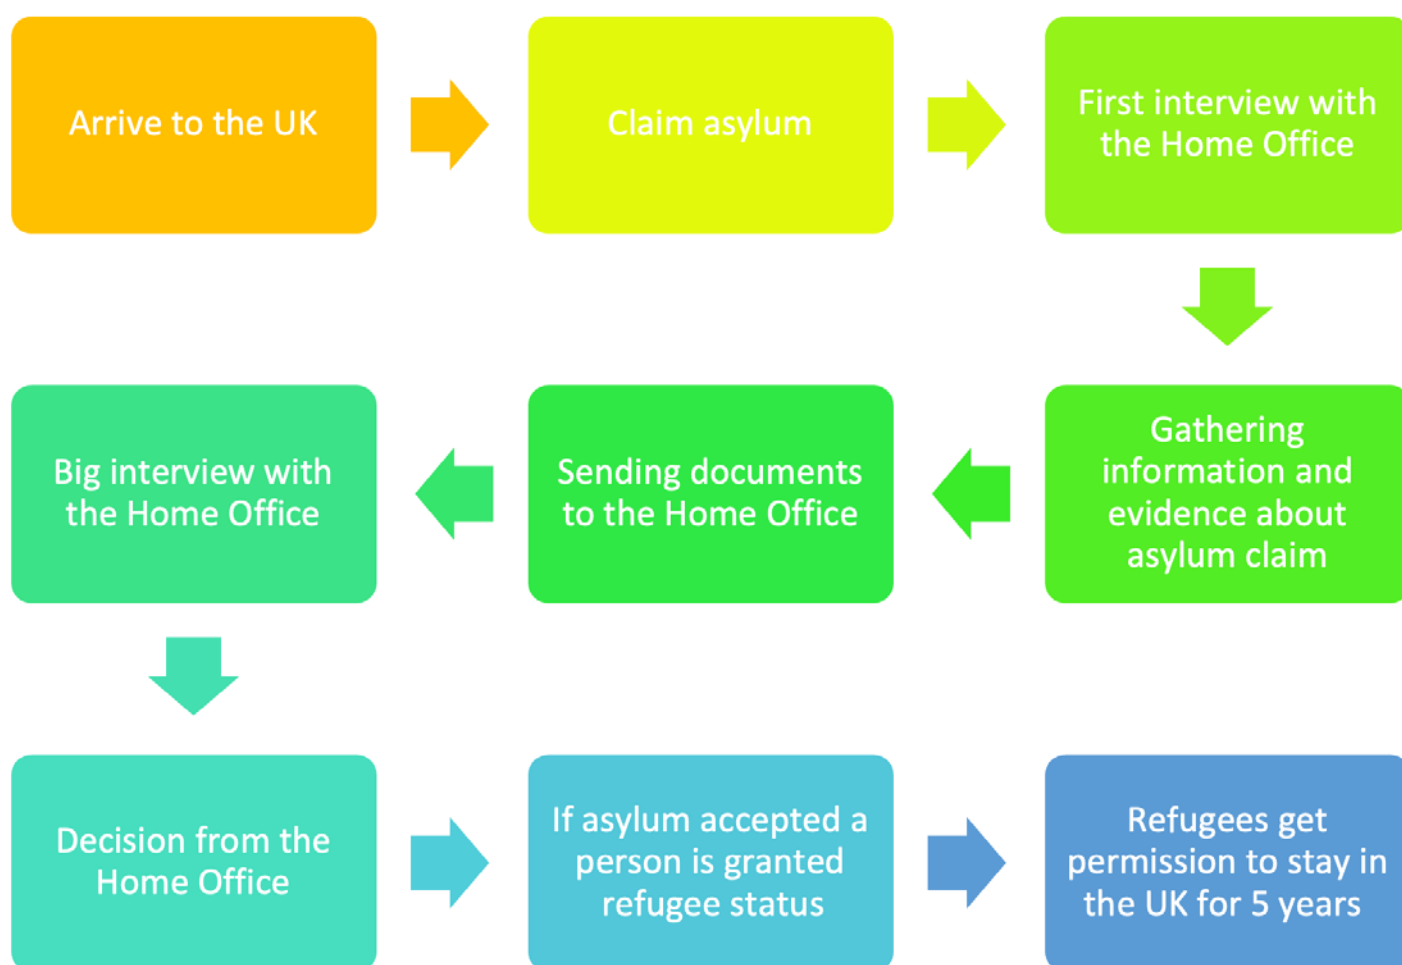 Arrive to the UK
Claim asylum
First interview with
the Home Office
Gathering
information and
evidence about
asylum claim
Sending documents
to the Home Office
Big interview with
the Home Office
Decision from the
Home Office
If asylum accepted a
person is granted
refugee status
Refugees get
permission to stay in
the UK for 5 years